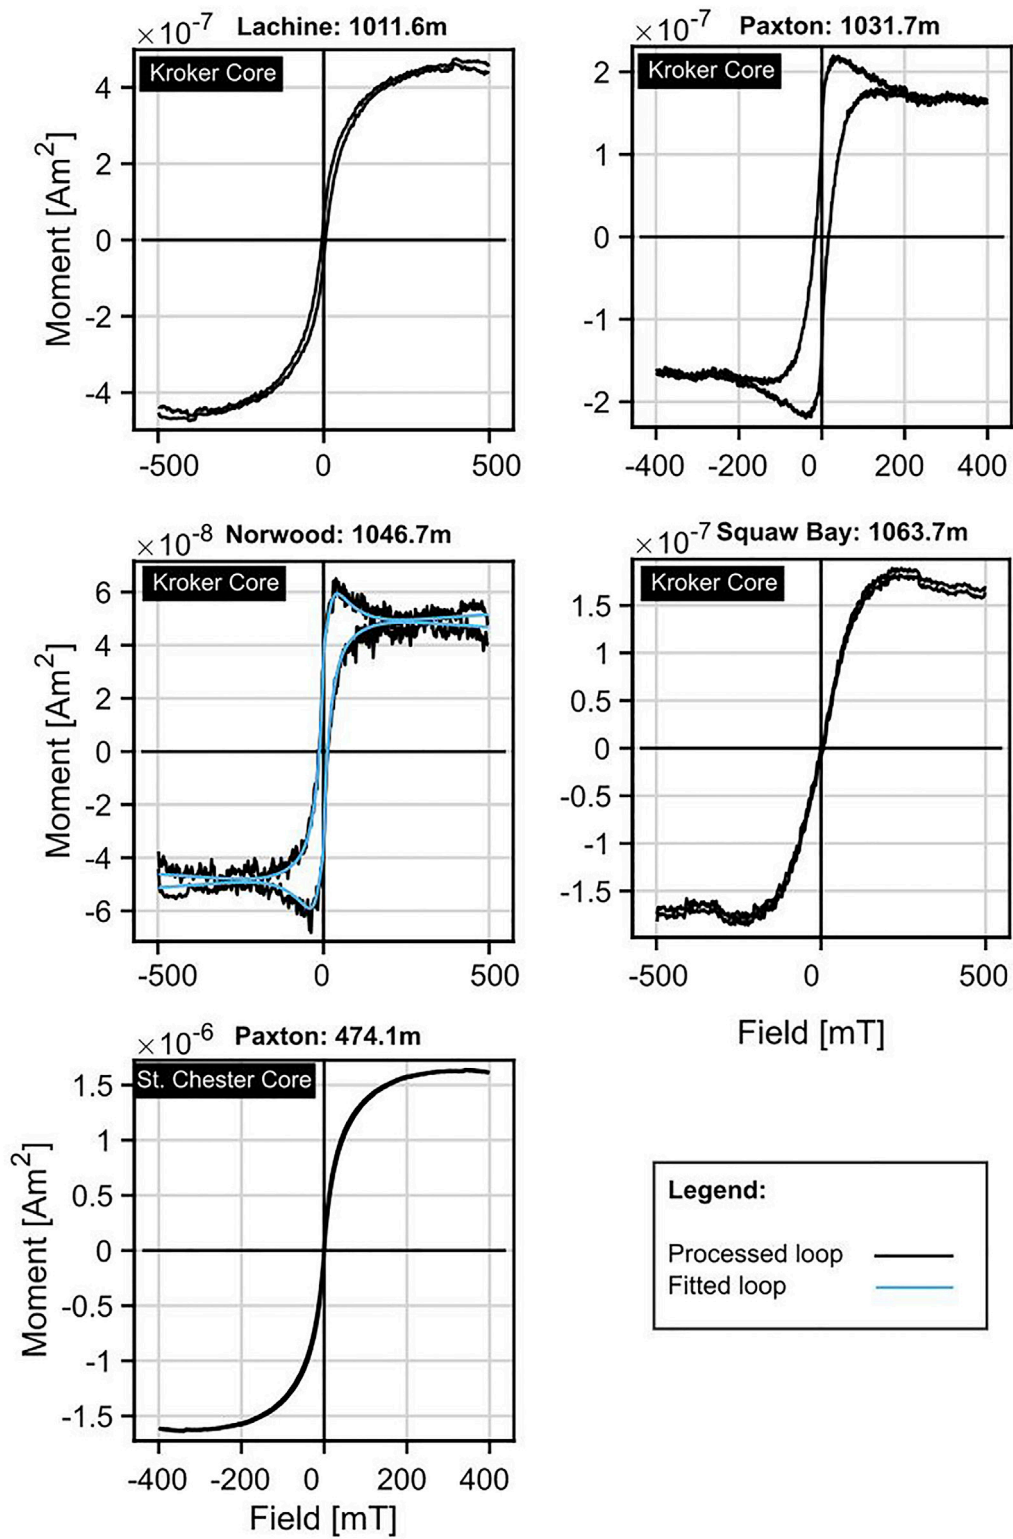 ×10⁻⁷ Lachine: 1011.6m
Kroker Core
Moment [Am²]
4
2
0
-2
-4
-500 0 500
×10⁻⁷ Paxton: 1031.7m
Kroker Core
2
1
0
-1
-2
-400 -200 0 200 400
×10⁻⁸ Norwood: 1046.7m
Kroker Core
Moment [Am²]
6
4
2
0
-2
-4
-6
-500 0 500
×10⁻⁷ Squaw Bay: 1063.7m
Kroker Core
1.5
1
0.5
0
-0.5
-1
-1.5
-500 0 500
Field [mT]
×10⁻⁶ Paxton: 474.1m
St. Chester Core
Moment [Am²]
1.5
1
0.5
0
-0.5
-1
-1.5
-400 -200 0 200 400
Field [mT]
Legend:
Processed loop
Fitted loop